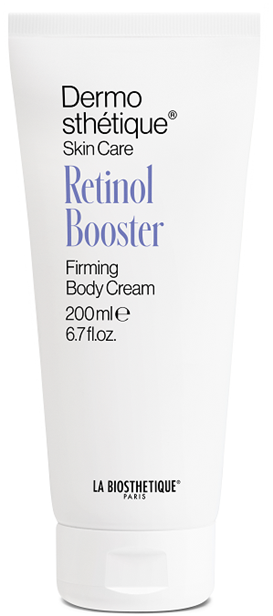 Dermo
sthétique®
Skin Care
Retinol
Booster
Firming
Body Cream
200 ml ℮
6.7 fl.oz.
LA BIOSTHETIQUE®
PARIS